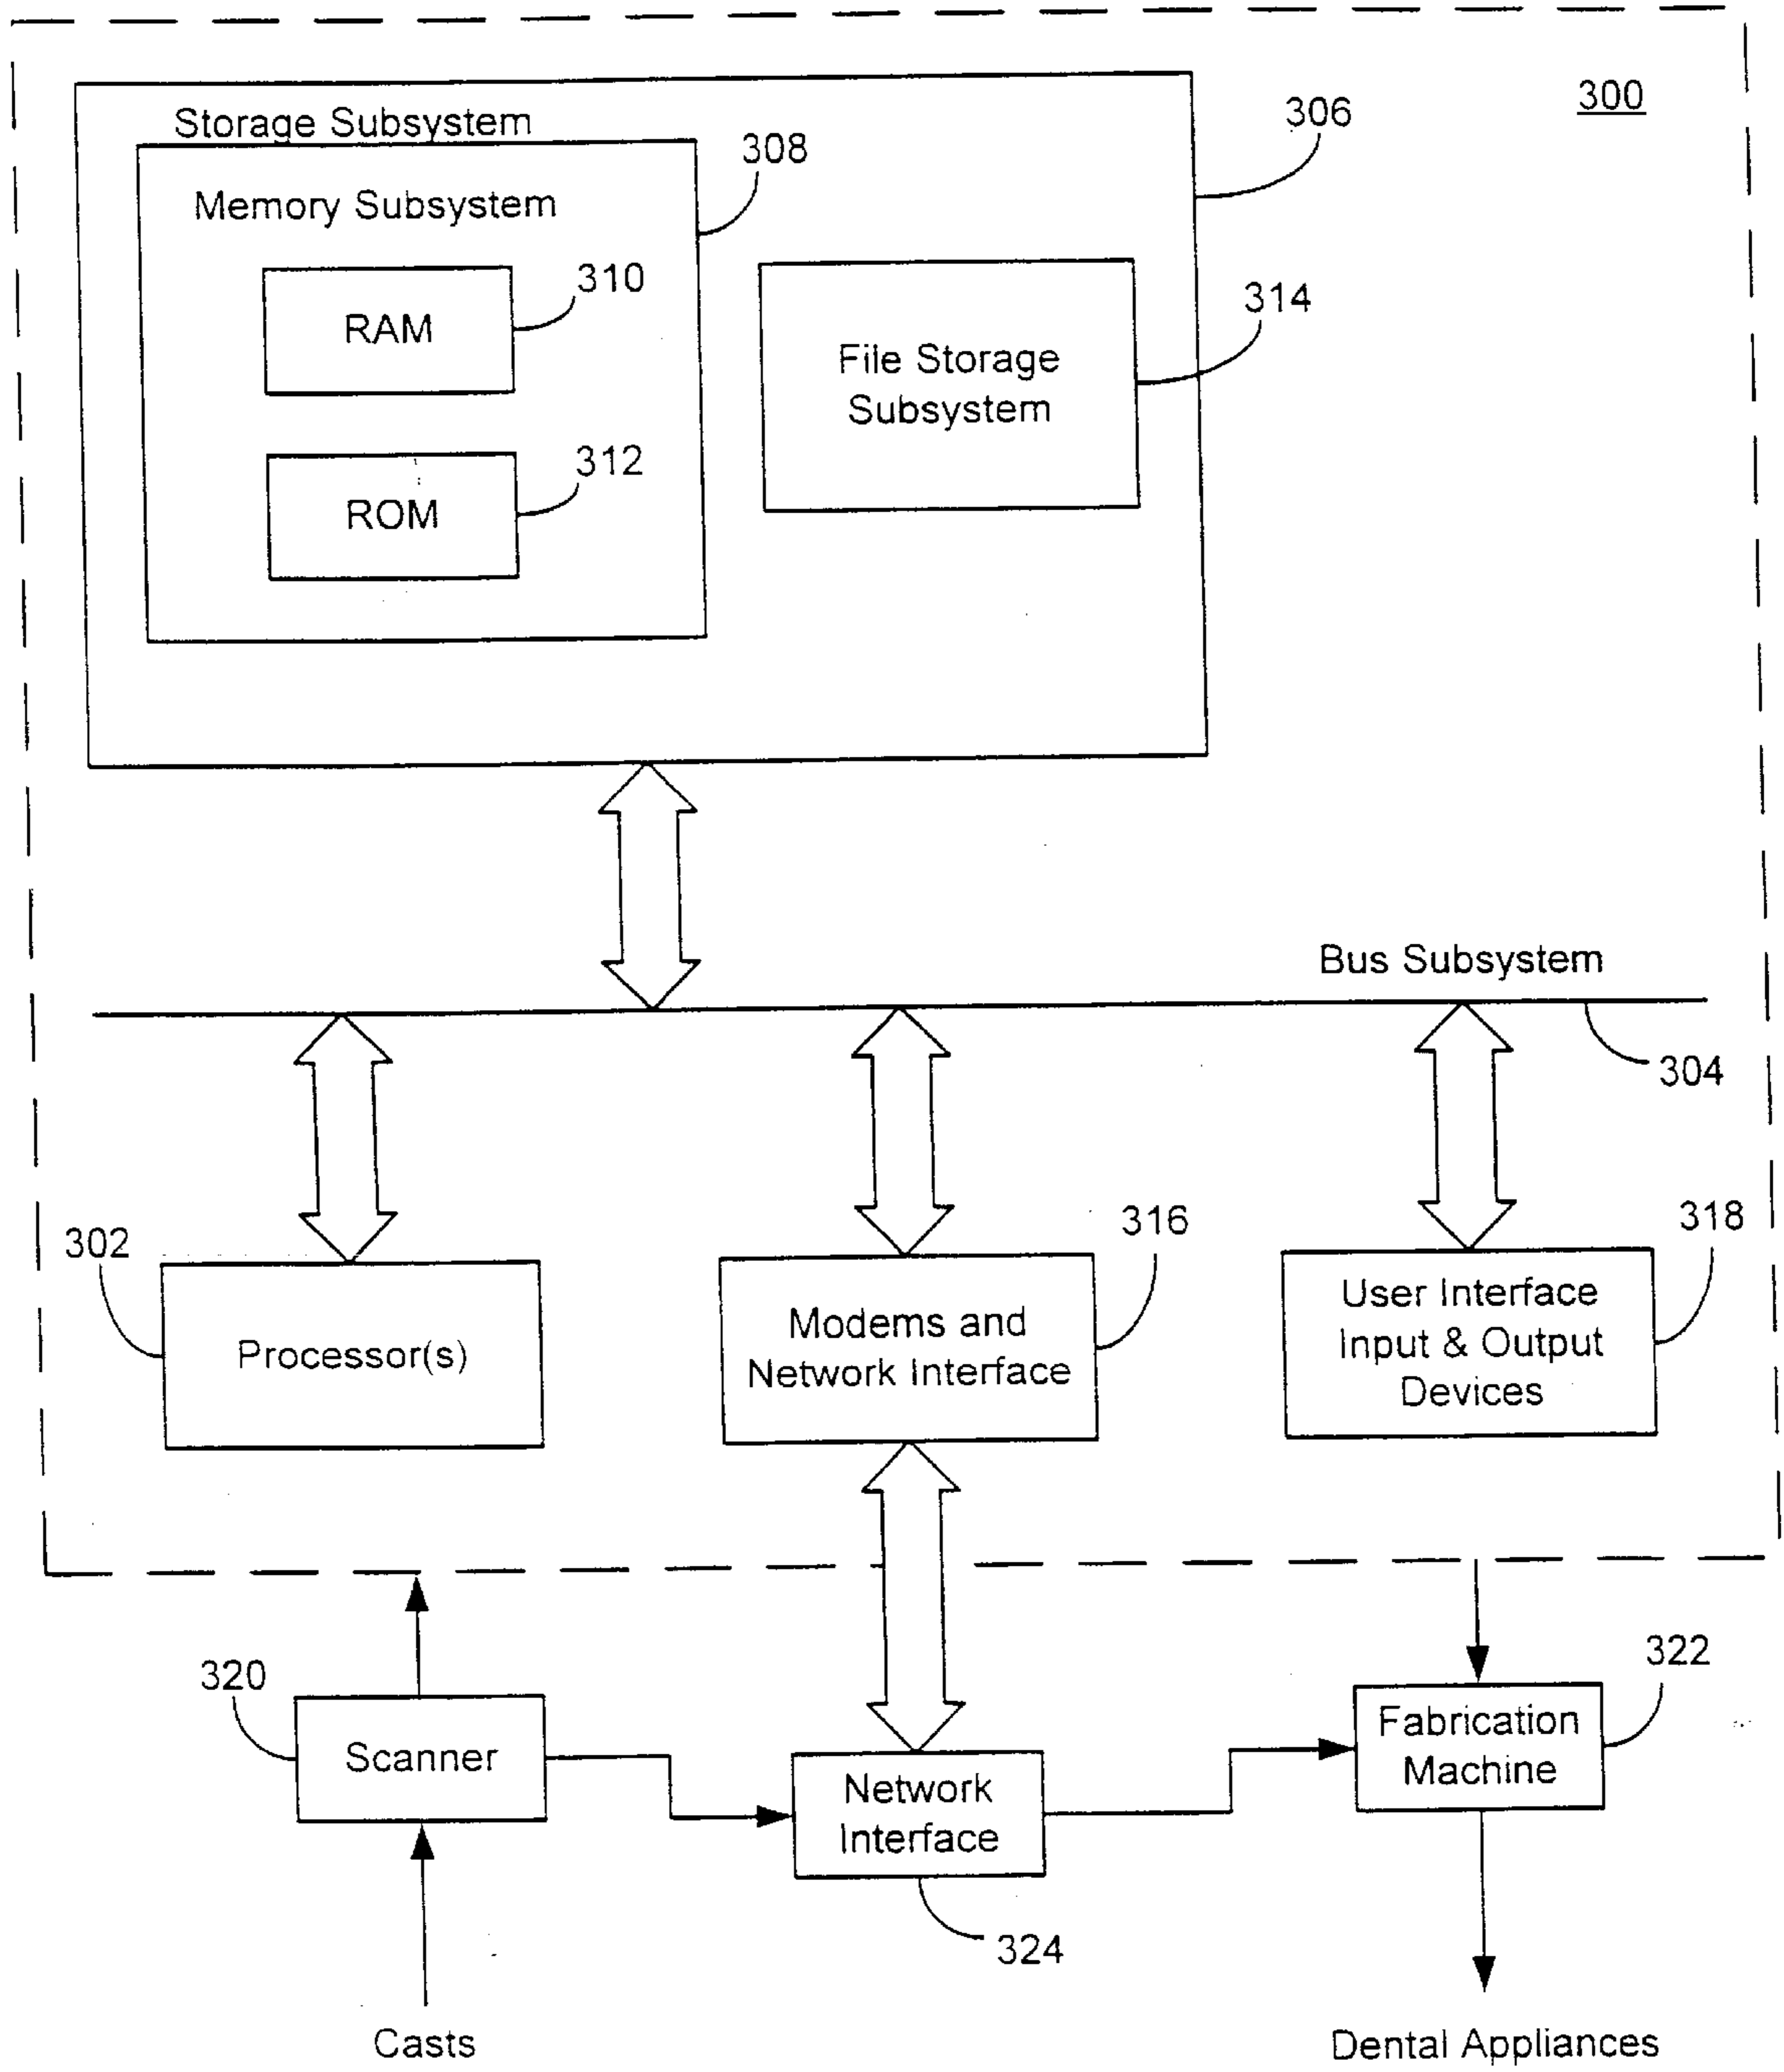 300
306
Storage Subsystem
308
Memory Subsystem
310
RAM
314
File Storage
Subsystem
312
ROM
Bus Subsystem
304
302
Processor(s)
316
Modems and
Network Interface
318
User Interface
Input & Output
Devices
320
Scanner
Network
Interface
324
322
Fabrication
Machine
Casts
Dental Appliances